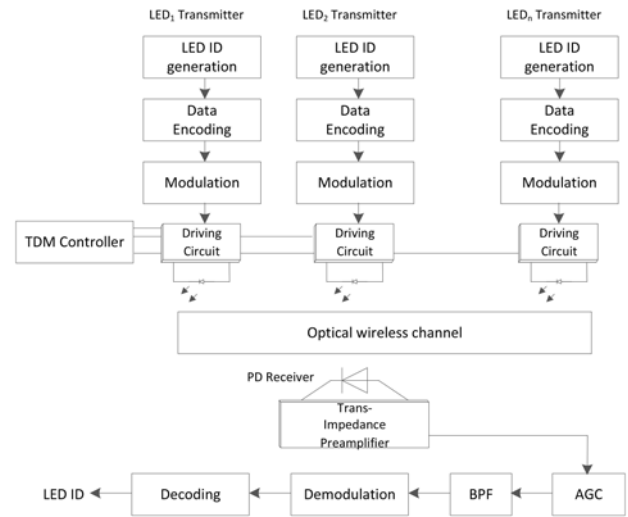 LED₁ Transmitter
LED₂ Transmitter
LEDₙ Transmitter
LED ID
generation
LED ID
generation
LED ID
generation
Data
Encoding
Data
Encoding
Data
Encoding
Modulation
Modulation
Modulation
TDM Controller
Driving
Circuit
Driving
Circuit
Driving
Circuit
Optical wireless channel
PD Receiver
Trans-
Impedance
Preamplifier
LED ID
Decoding
Demodulation
BPF
AGC